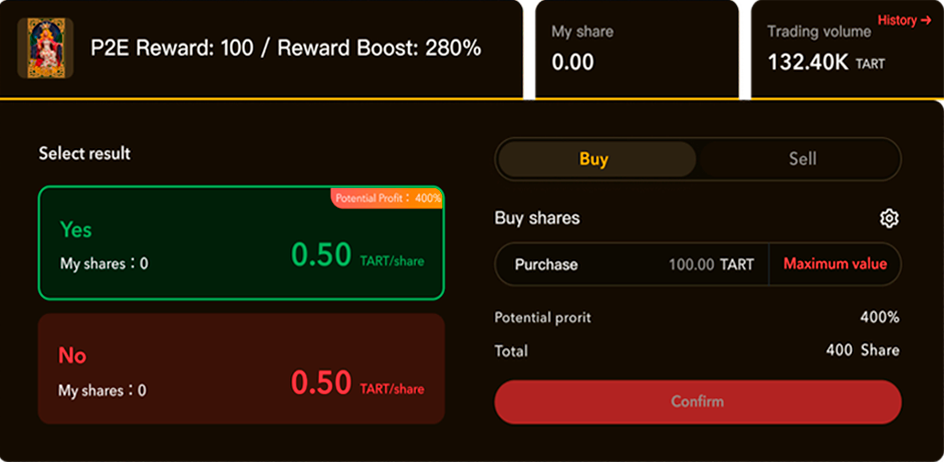 P2E Reward: 100 / Reward Boost: 280%
My share
0.00
History →
Trading volume
132.40K TART
Select result
Potential Profit : 400%
Yes
My shares : 0
0.50 TART/share
No
My shares : 0
0.50 TART/share
Buy
Sell
Buy shares
Purchase 100.00 TART Maximum value
Potential prorit 400%
Total 400 Share
Confirm